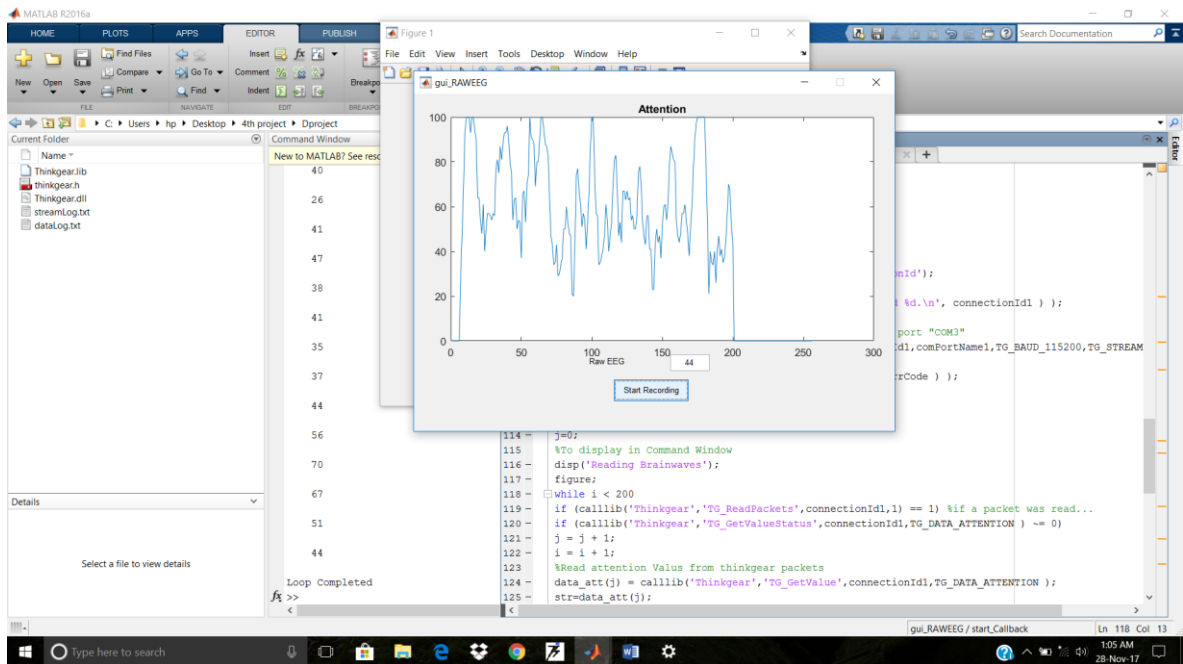 MATLAB R2016a
HOME PLOTS APPS EDITOR PUBLISH
Search Documentation
New Open Save
Find Files
Compare
Print
Go To
Find
Insert
Comment
Indent
FILE NAVIGATE EDIT
C: Users hp Desktop 4th project Dproject
Current Folder
Name
Thinkgear.lib
thinkgear.h
Thinkgear.dll
streamLog.txt
dataLog.txt
Details
Select a file to view details
Command Window
New to MATLAB? See
40
26
41
47
38
41
35
37
44
56
70
67
51
44
Loop Completed
fx >>
Figure 1
File Edit View Insert Tools Desktop Window Help
gui_RAWEEG
Attention
100
80
60
40
20
0
0 50 100 150 200 250 300
Raw EEG 44
Start Recording
Editor
nId');
%d.\n', connectionId1 ) );
port "COM3"
d1,comPortName1,TG_BAUD_115200,TG_STREAM
rCode ) );
114 j=0;
115 %To display in Command Window
116 disp('Reading Brainwaves');
117 figure;
118 while i < 200
119 if (calllib('Thinkgear','TG_ReadPackets',connectionId1,1) == 1) %if a packet was read...
120 if (calllib('Thinkgear','TG_GetValueStatus',connectionId1,TG_DATA_ATTENTION ) ~= 0)
121 j = j + 1;
122 i = i + 1;
123 %Read attention Valus from thinkgear packets
124 data_att(j) = calllib('Thinkgear','TG_GetValue',connectionId1,TG_DATA_ATTENTION );
125 str=data_att(j);
gui_RAWEEG / start_Callback Ln 118 Col 13
Type here to search
1:05 AM
28-Nov-17